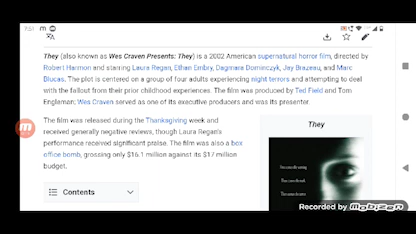 They (also known as Wes Craven Presents: They) is a 2002 American supernatural horror film, directed by
Robert Harmon and starring Laura Regan, Ethan Embry, Dagmara Dominczyk, Jay Brazeau, and Marc
Blucas. The plot is centered on a group of four adults experiencing night terrors and attempting to deal
with the fallout from their prior childhood experiences. The film was produced by Ted Field and Tom
Engleman; Wes Craven served as one of its executive producers and was its presenter.
The film was released during the Thanksgiving week and
received generally negative reviews, though Laura Regan's
performance received significant praise. The film was also a box
office bomb, grossing only $16.1 million against its $17 million
budget.
Contents
They
Recorded by MOBIZEN